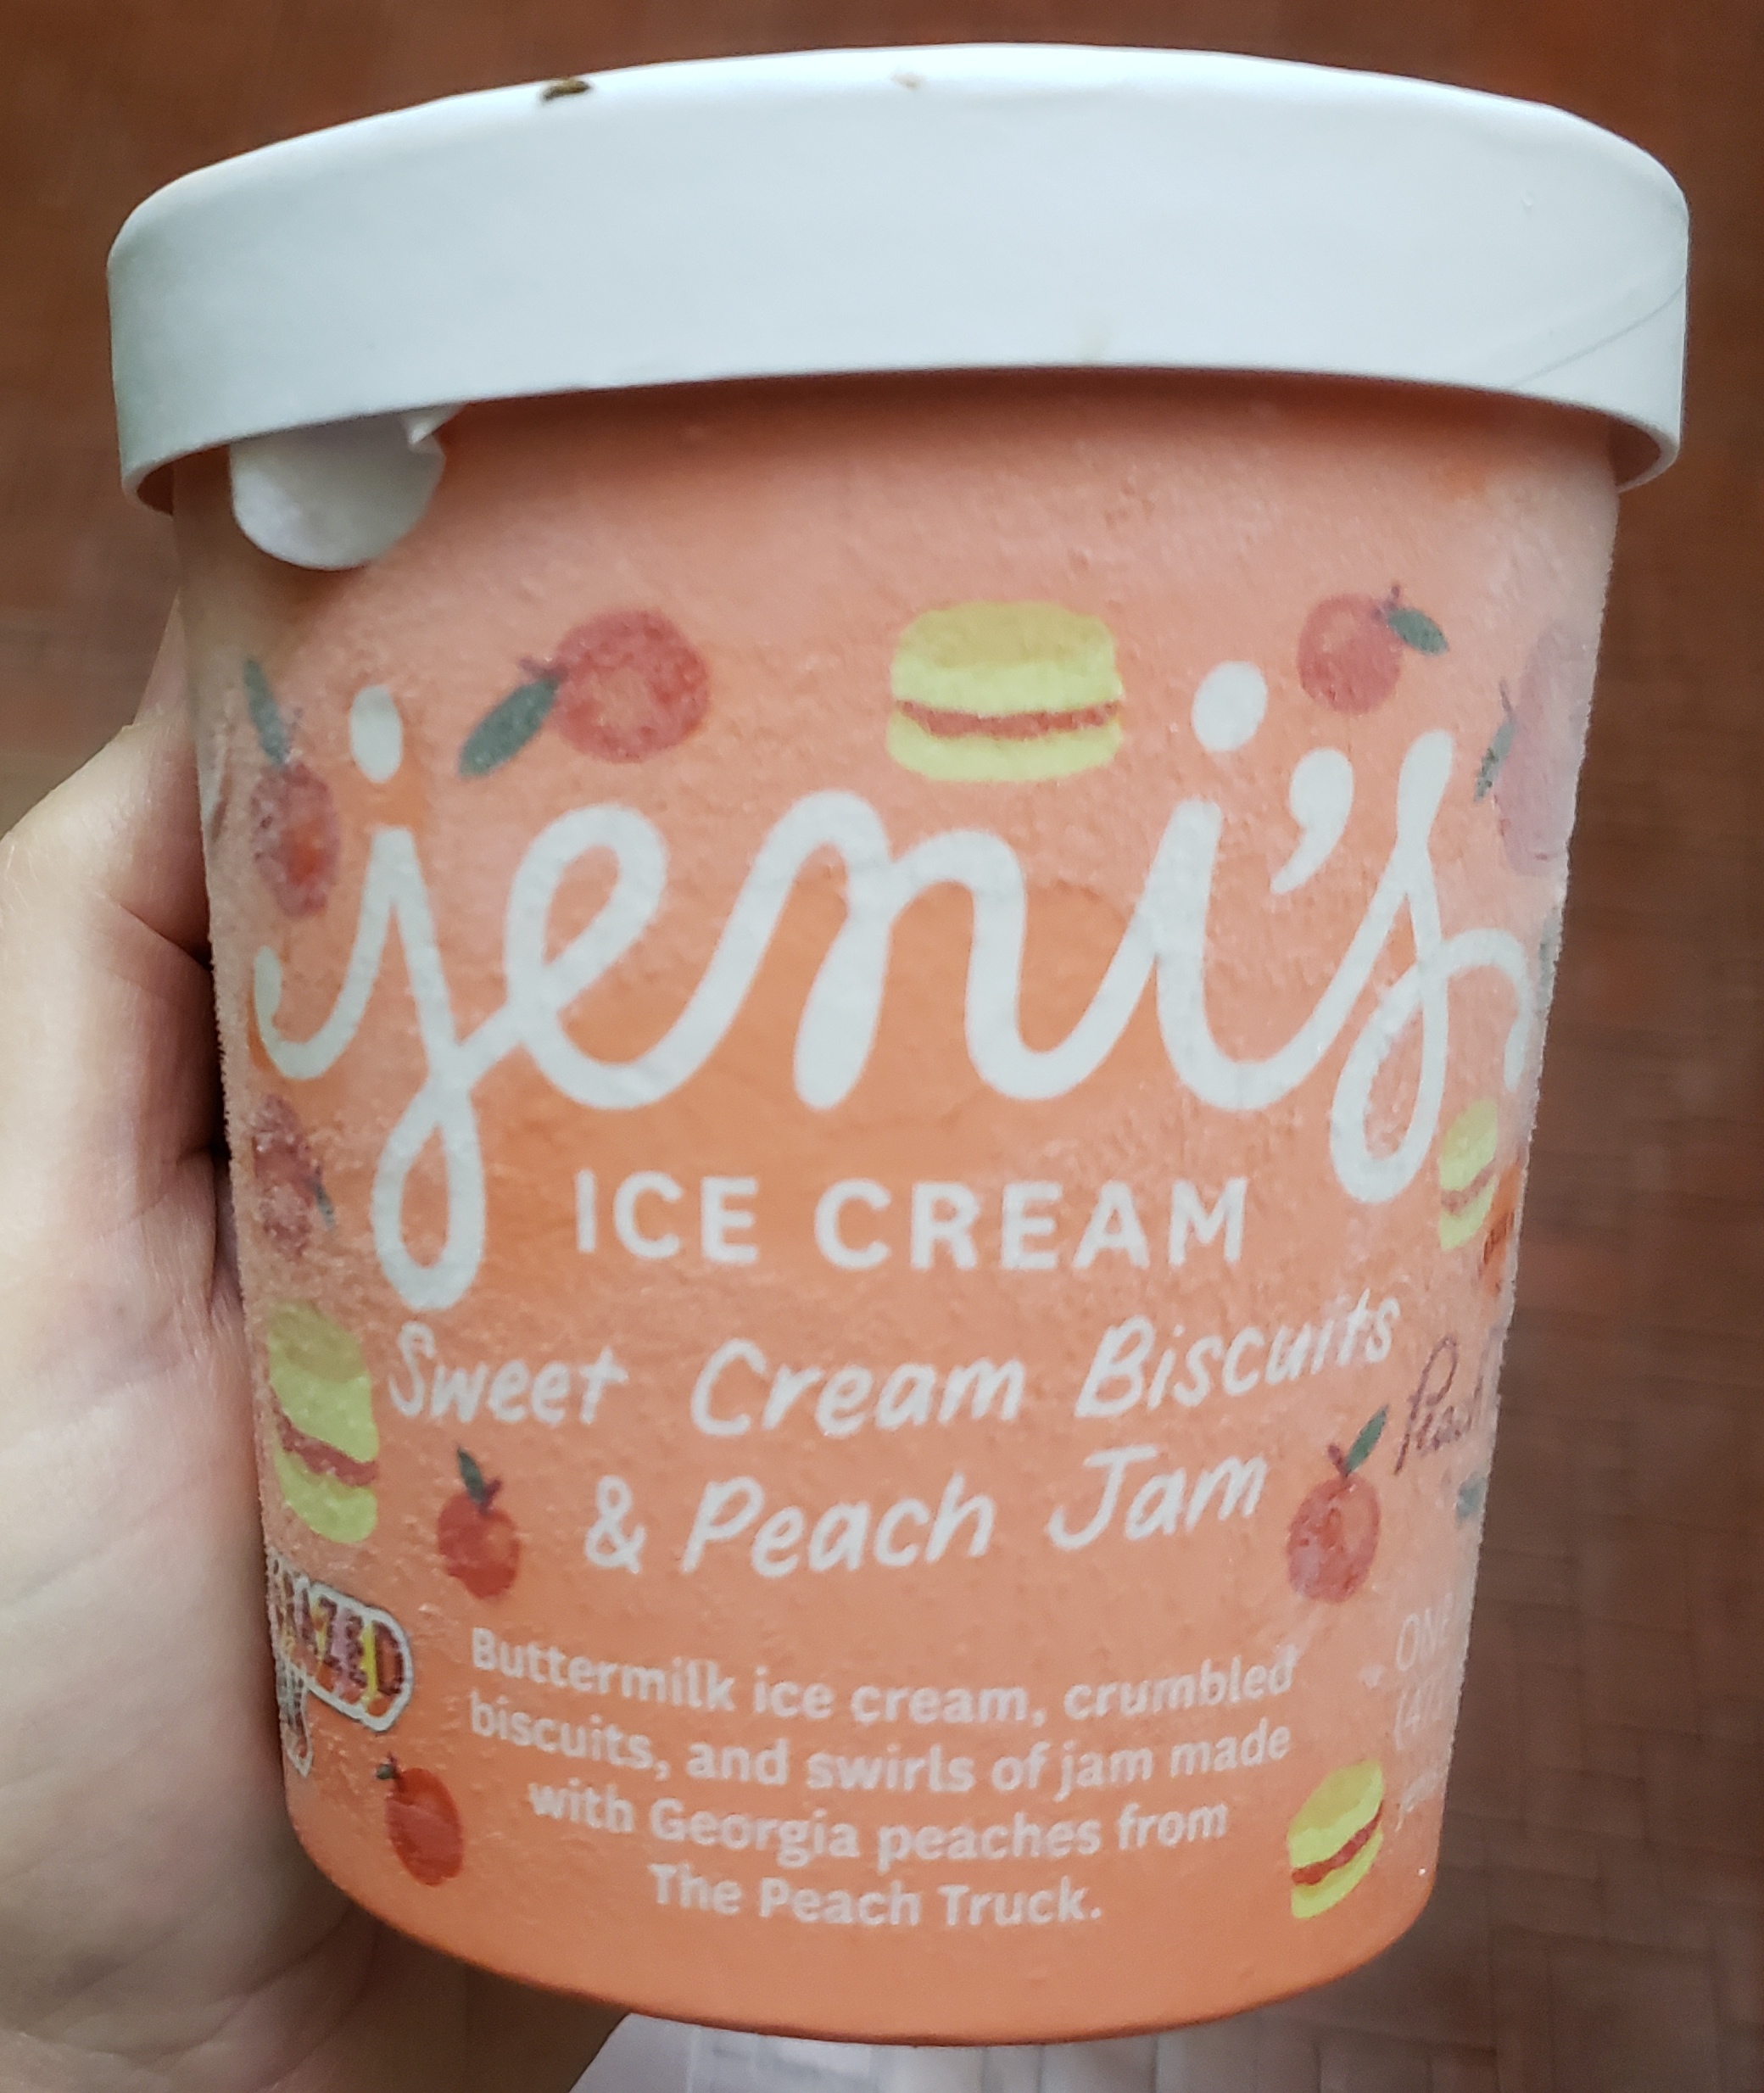 jeni's
ICE CREAM
Sweet Cream Biscuits
& Peach Jam
Buttermilk ice cream, crumbled
biscuits, and swirls of jam made
with Georgia peaches from
The Peach Truck.